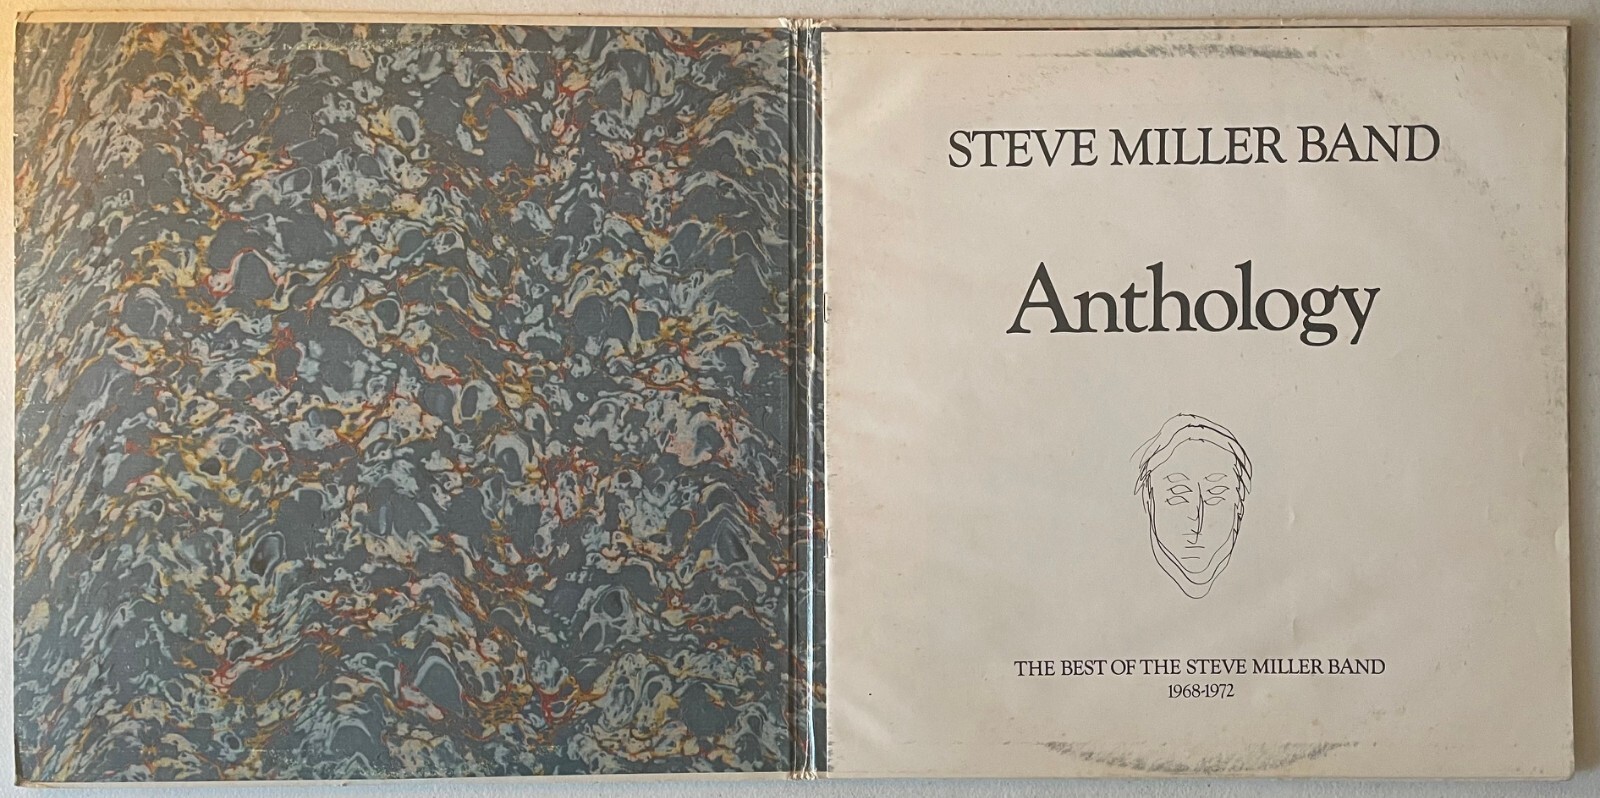 STEVE MILLER BAND
Anthology
THE BEST OF THE STEVE MILLER BAND
1968-1972